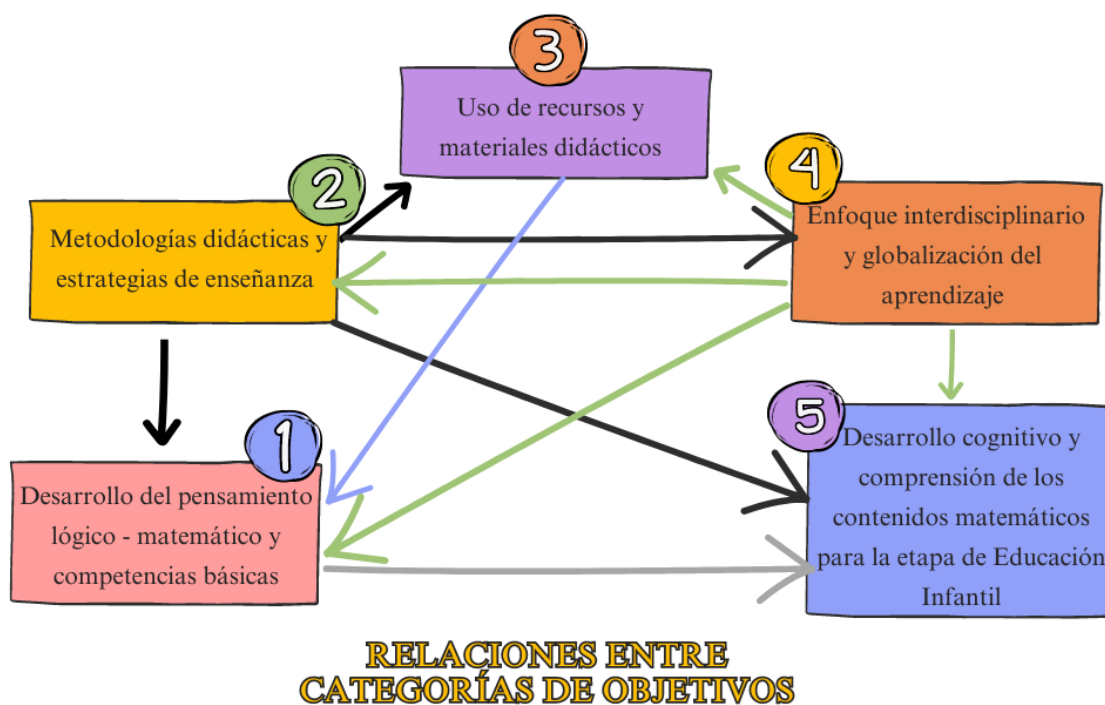 3
Uso de recursos y
materiales didácticos
2
Metodologías didácticas y
estrategias de enseñanza
4
Enfoque interdisciplinario
y globalización del
aprendizaje
1
Desarrollo del pensamiento
lógico - matemático y
competencias básicas
5
Desarrollo cognitivo y
comprensión de los
contenidos matemáticos
para la etapa de Educación
Infantil
RELACIONES ENTRE
CATEGORÍAS DE OBJETIVOS